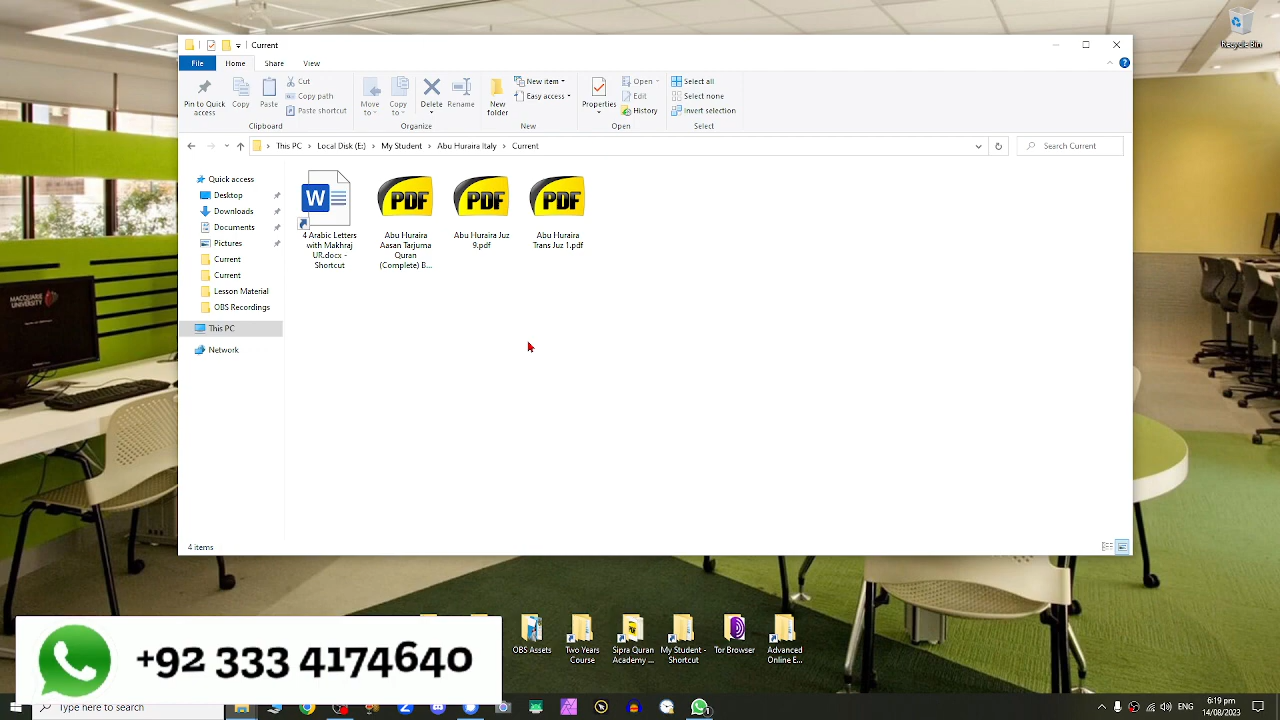 Current
File
Home
Share
View
Pin to Quick access
Copy
Paste
Cut
Copy path
Paste shortcut
Clipboard
Move to
Copy to
Delete
Rename
Organize
New folder
New item
Easy access
New
Properties
Open
Edit
History
Open
Select all
Select none
Invert selection
Select
This PC > Local Disk (E:) > My Student > Abu Huraira Italy > Current
Search Current
Quick access
Desktop
Downloads
Documents
Pictures
Current
Current
Lesson Material
OBS Recordings
This PC
Network
W
4 Arabic Letters
with Makhraj
UR.docx -
Shortcut
PDF
Abu Huraira
Aasan Tarjuma
Quran
(Complete) B...
PDF
Abu Huraira Juz
9.pdf
PDF
Abu Huraira
Trans Juz 1.pdf
4 items
Recycle Bin
MACQUARIE
UNIVERSITY
OBS Assets
Two Years
Course
Sipra Quran
Academy ...
My Student -
Shortcut
Tor Browser
Advanced
Online E...
+92 333 4174640
Type here to search
ENG
6:19 pm
14/08/2023